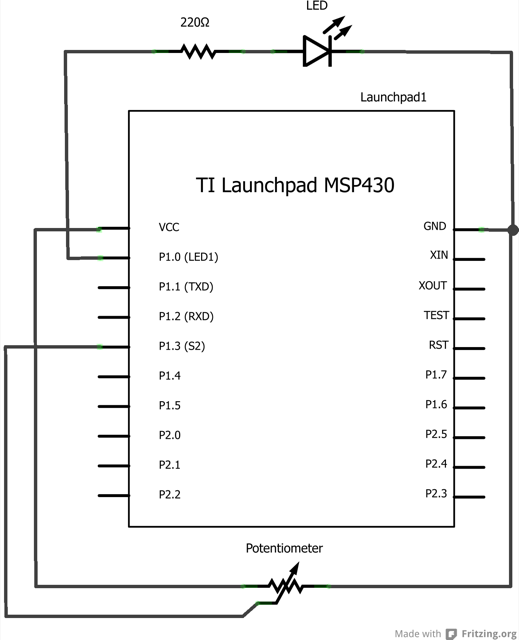 LED
220Ω
Launchpad1
TI Launchpad MSP430
VCC
GND
P1.0 (LED1)
XIN
P1.1 (TXD)
XOUT
P1.2 (RXD)
TEST
P1.3 (S2)
RST
P1.4
P1.7
P1.5
P1.6
P2.0
P2.5
P2.1
P2.4
P2.2
P2.3
Potentiometer
Made with Fritzing.org